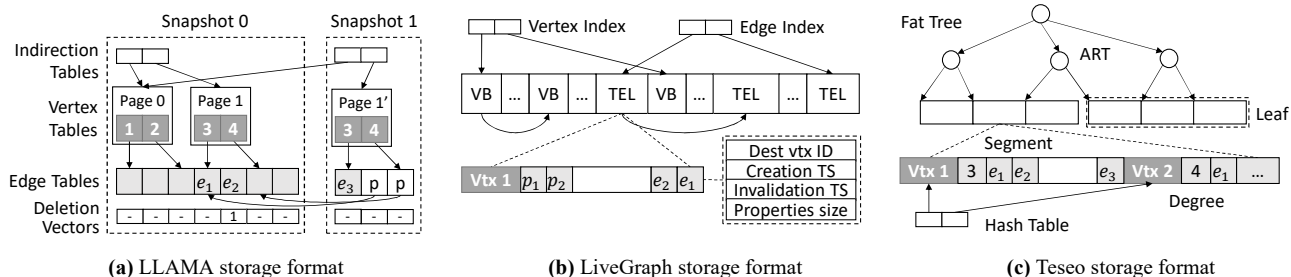 Snapshot 0
Snapshot 1
Indirection
Tables
Page 0
Page 1
Page 1'
Vertex
Tables
1 2
3 4
3 4
Edge Tables
e₁ e₂
e₃ p p
Deletion
Vectors
- - - - 1 - -
- - -
(a) LLAMA storage format
Vertex Index
Edge Index
VB ... VB ... TEL VB ... TEL ... TEL
Vtx 1 p₁ p₂ e₂ e₁
Dest vtx ID
Creation TS
Invalidation TS
Properties size
(b) LiveGraph storage format
Fat Tree
ART
Leaf
Segment
Vtx 1 3 e₁ e₂ e₃ Vtx 2 4 e₁ ...
Degree
Hash Table
(c) Teseo storage format